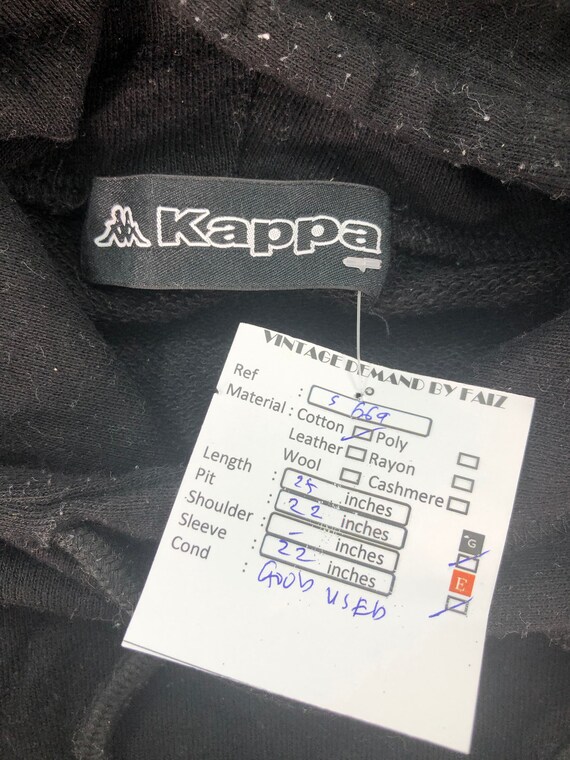 Kappa
VINTAGE DEMAND BY FAIZ
Ref : S 669
Material : Cotton Poly
Leather Rayon
Wool Cashmere
Length : 25 inches
Pit : 22 inches
Shoulder : - inches
Sleeve : 22 inches
Cond : GOOD USED
G
E